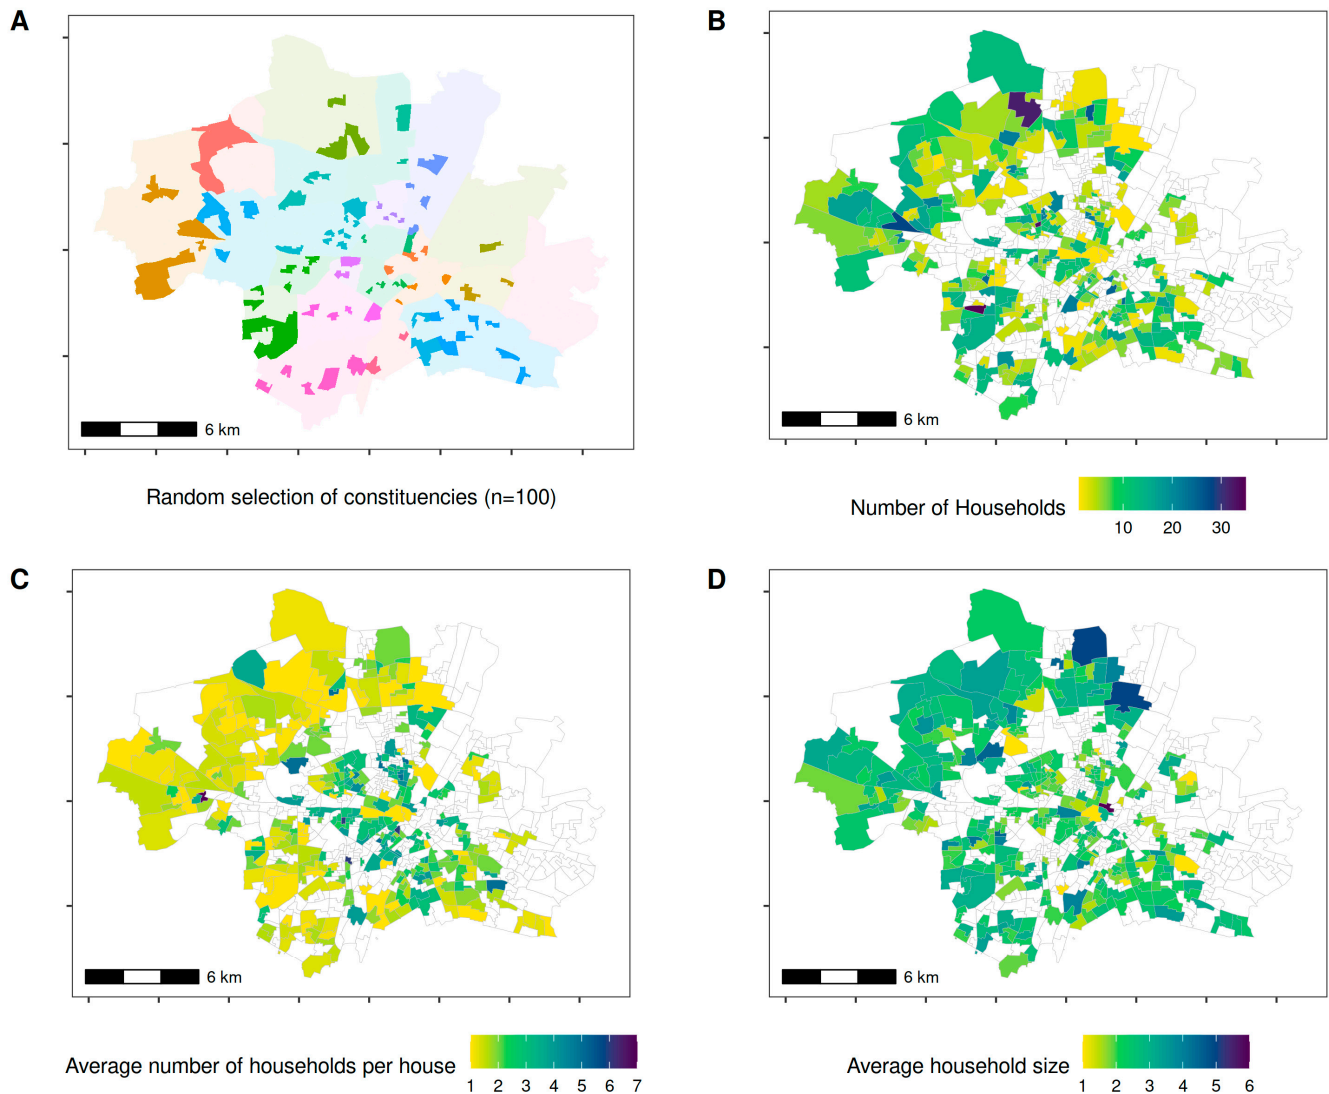 A
B
6 km
6 km
Random selection of constituencies (n=100)
Number of Households
10 20 30
C
D
6 km
6 km
Average number of households per house
1 2 3 4 5 6 7
Average household size
1 2 3 4 5 6